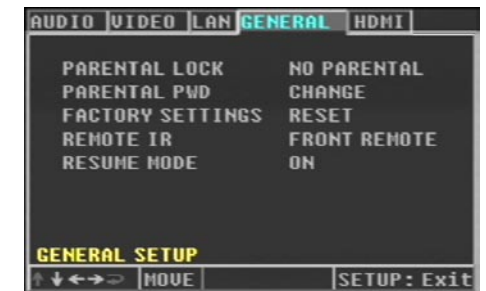 AUDIO VIDEO LAN GENERAL HDMI
PARENTAL LOCK NO PARENTAL
PARENTAL PWD CHANGE
FACTORY SETTINGS RESET
REMOTE IR FRONT REMOTE
RESUME MODE ON
GENERAL SETUP
↑↓←→⮐ MOVE SETUP: Exit